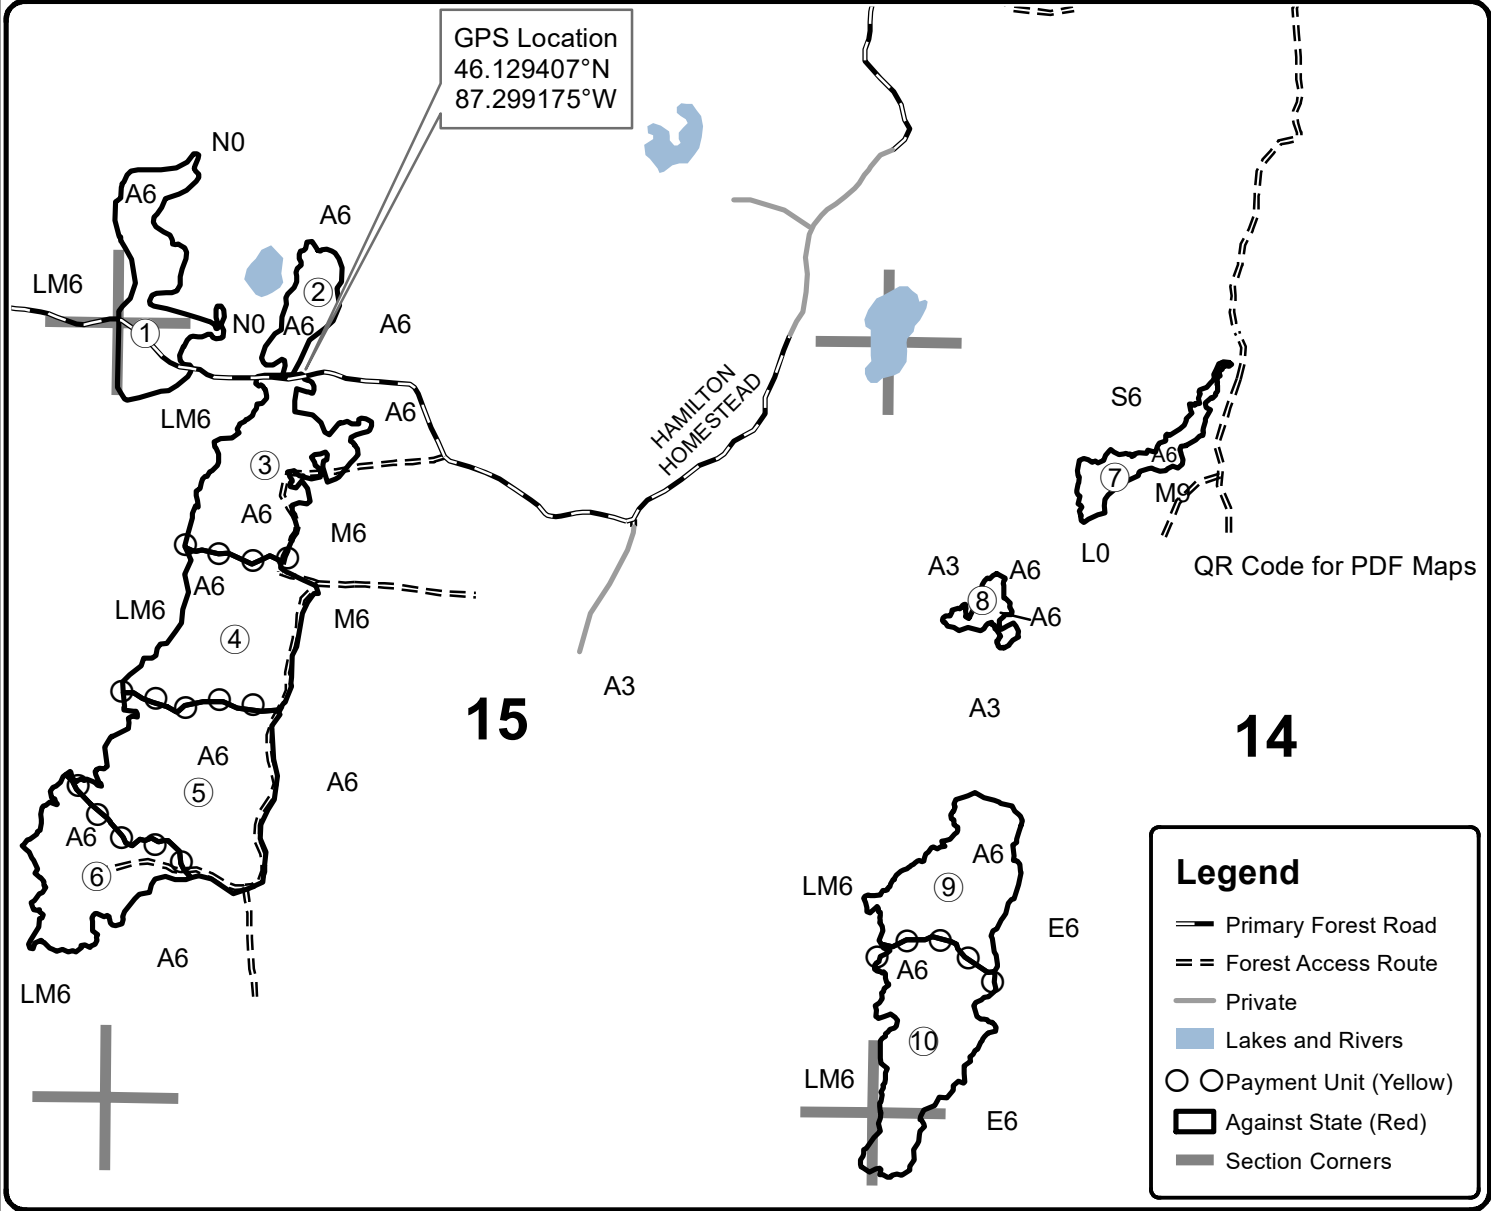 GPS Location
46.129407°N
87.299175°W
N0
A6
A6
LM6
2
1
N0
A6
A6
HAMILTON
HOMESTEAD
LM6
A6
S6
3
A6
7
M9
A6
M6
L0
QR Code for PDF Maps
A3
A6
A6
8
LM6
M6
A6
4
A3
15
A3
14
A6
A6
5
A6
6
A6
LM6
9
E6
A6
A6
LM6
10
LM6
E6
Legend
Primary Forest Road
Forest Access Route
Private
Lakes and Rivers
Payment Unit (Yellow)
Against State (Red)
Section Corners